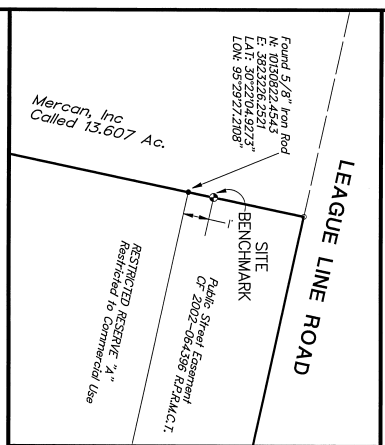 LEAGUE LINE ROAD
Found 5/8" Iron Rod
N: 10130822.4543
E: 3823226.2521
LAT: 30°22'04.9273"
LON: 95°29'27.2108"
Mercan, Inc
Called 13.607 Ac.
SITE
BENCHMARK
1'
Public Street Easement
CF 2002-064396 R.P.R.M.C.T.
RESTRICTED RESERVE "A"
Restricted to Commercial Use